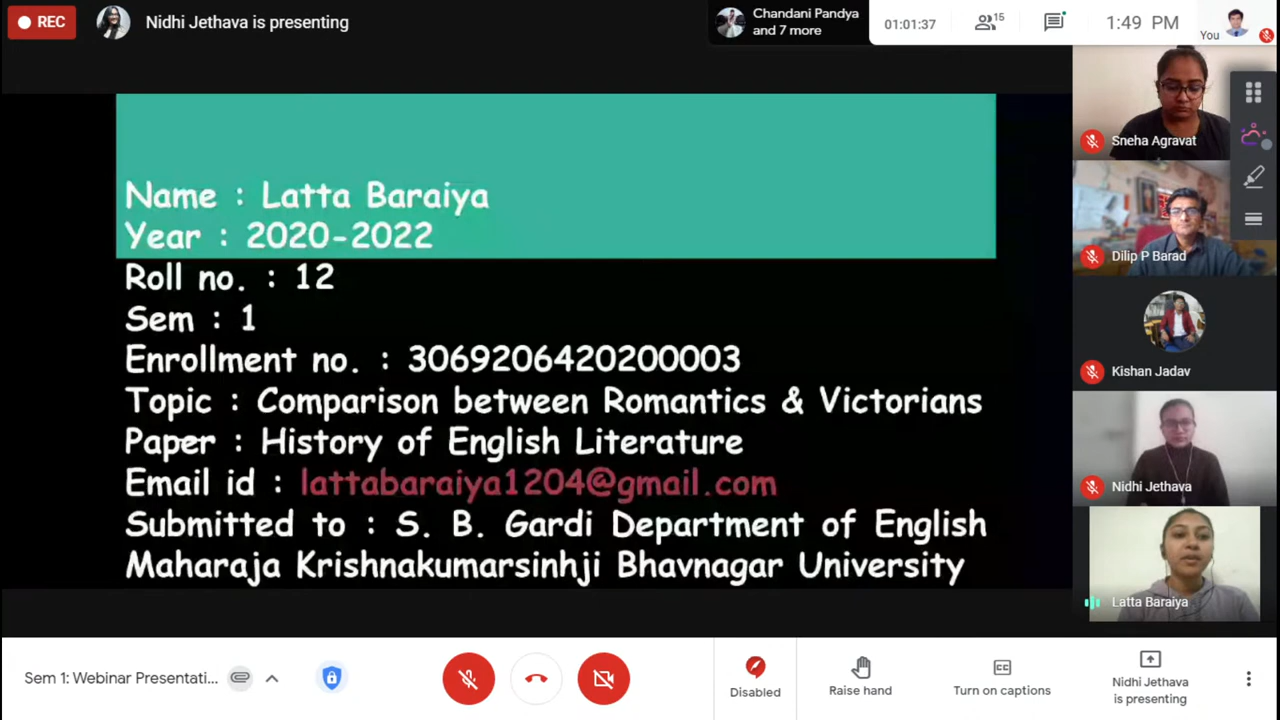 REC
Nidhi Jethava is presenting
Chandani Pandya
and 7 more
01:01:37
15
1:49 PM
You
Name : Latta Baraiya
Year : 2020-2022
Roll no. : 12
Sem : 1
Enrollment no. : 3069206420200003
Topic : Comparison between Romantics & Victorians
Paper : History of English Literature
Email id : lattabaraiya1204@gmail.com
Submitted to : S. B. Gardi Department of English
Maharaja Krishnakumarsinhji Bhavnagar University
Sneha Agravat
Dilip P Barad
Kishan Jadav
Nidhi Jethava
Latta Baraiya
Sem 1: Webinar Presentati...
Disabled
Raise hand
CC
Turn on captions
Nidhi Jethava
is presenting